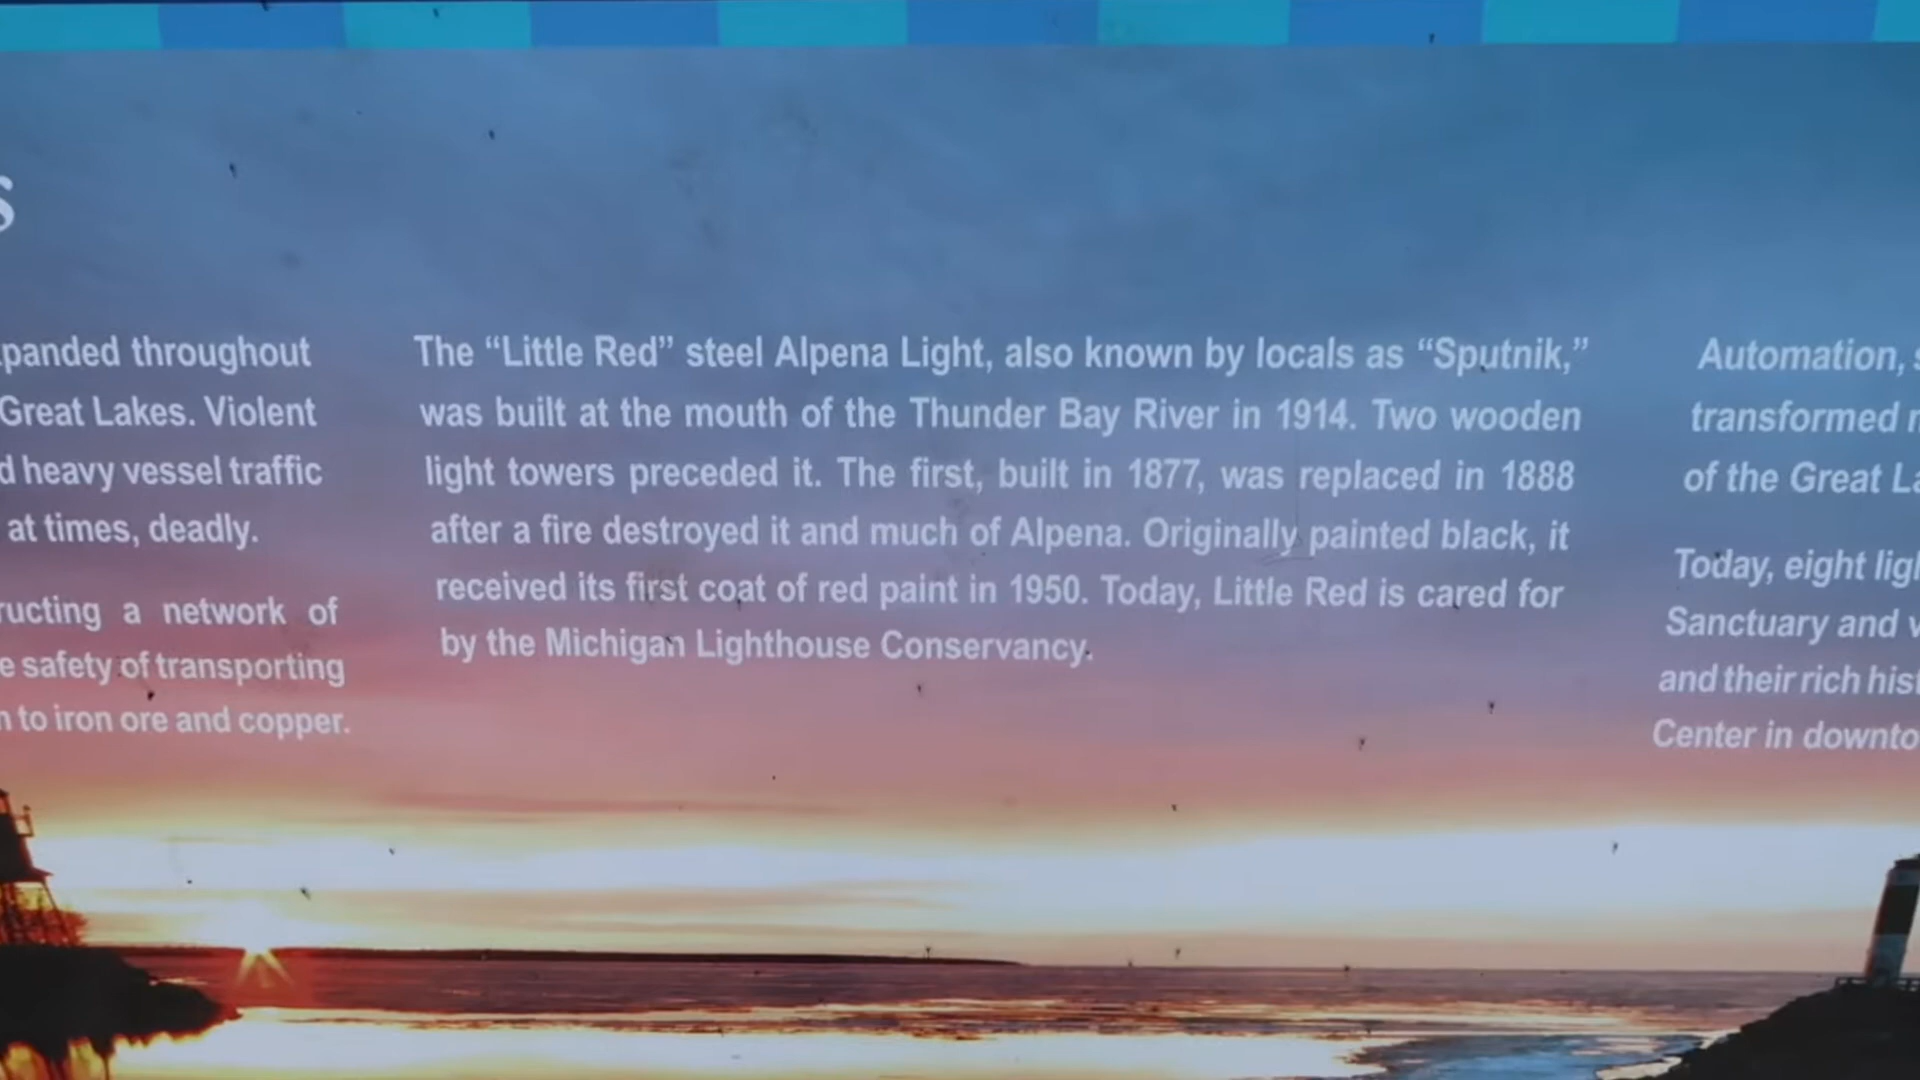 s
panded throughout
Great Lakes. Violent
d heavy vessel traffic
at times, deadly.
ructing a network of
e safety of transporting
n to iron ore and copper.
The “Little Red” steel Alpena Light, also known by locals as “Sputnik,”
was built at the mouth of the Thunder Bay River in 1914. Two wooden
light towers preceded it. The first, built in 1877, was replaced in 1888
after a fire destroyed it and much of Alpena. Originally painted black, it
received its first coat of red paint in 1950. Today, Little Red is cared for
by the Michigan Lighthouse Conservancy.
Automation, s
transformed
of the Great La
Today, eight ligh
Sanctuary and v
and their rich hist
Center in downto